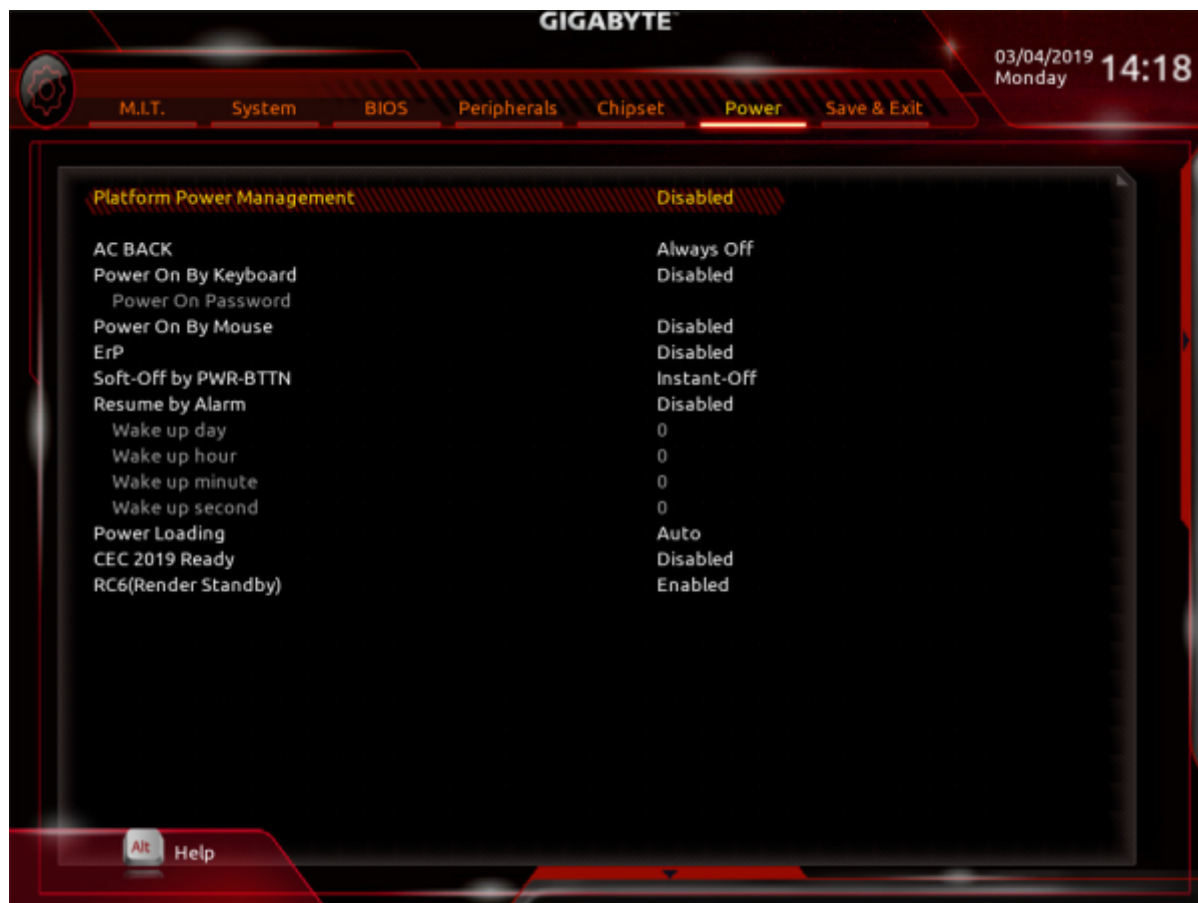 GIGABYTE™
03/04/2019 14:18
Monday
M.I.T. System BIOS Peripherals Chipset Power Save & Exit
Platform Power Management Disabled
AC BACK Always Off
Power On By Keyboard Disabled
Power On Password
Power On By Mouse Disabled
ErP Disabled
Soft-Off by PWR-BTTN Instant-Off
Resume by Alarm Disabled
Wake up day 0
Wake up hour 0
Wake up minute 0
Wake up second 0
Power Loading Auto
CEC 2019 Ready Disabled
RC6(Render Standby) Enabled
Alt Help